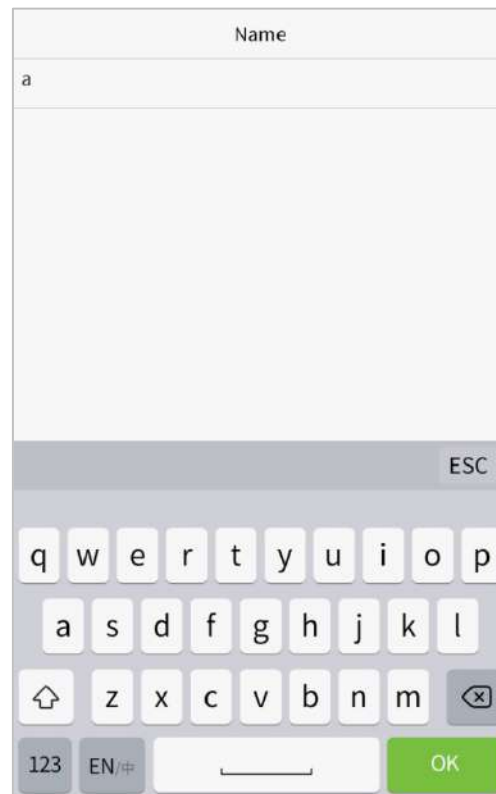 Name
a
ESC
q w e r t y u i o p
a s d f g h j k l
z x c v b n m
123 EN/中 OK